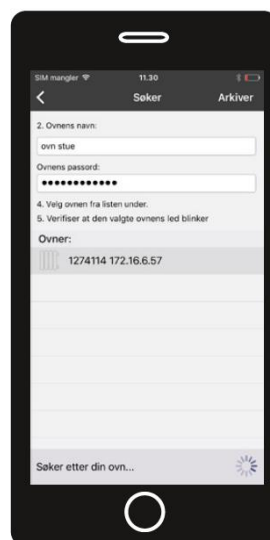 SIM mangler 11.30
Søker Arkiver
2. Ovnens navn:
ovn stue
Ovnens passord:
••••••••••••
4. Velg ovnen fra listen under.
5. Verifiser at den valgte ovnens led blinker
Ovner:
1274114 172.16.6.57
Søker etter din ovn...